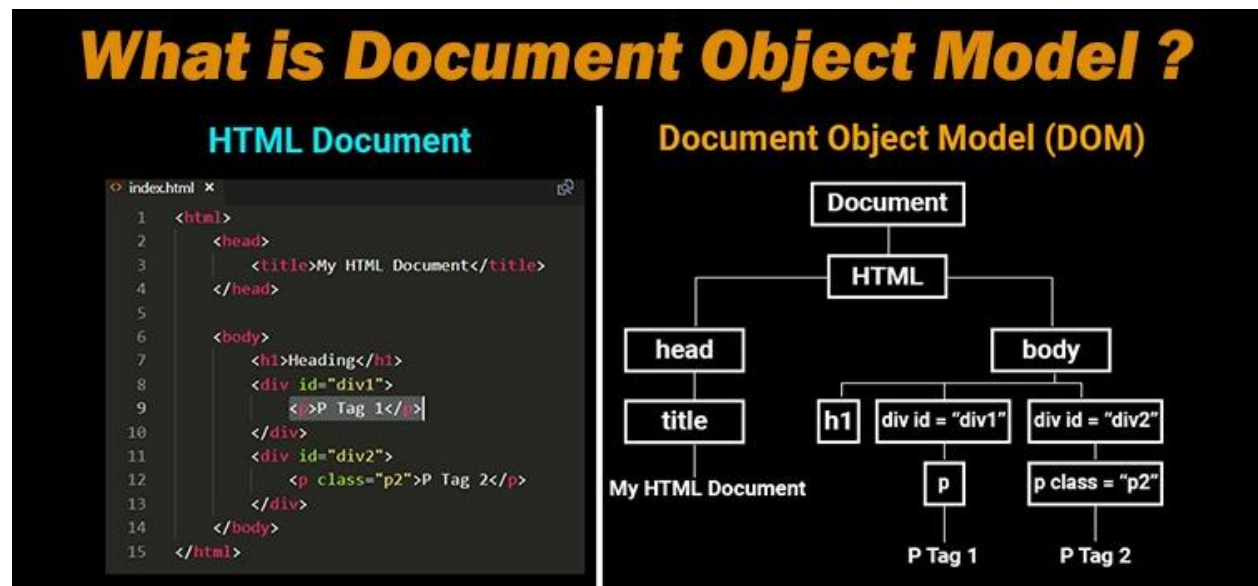 What is Document Object Model ?
HTML Document
index.html ×
1 <html>
2 <head>
3 <title>My HTML Document</title>
4 </head>
5
6 <body>
7 <h1>Heading</h1>
8 <div id="div1">
9 <p>P Tag 1</p>
10 </div>
11 <div id="div2">
12 <p class="p2">P Tag 2</p>
13 </div>
14 </body>
15 </html>
Document Object Model (DOM)
Document
HTML
head body
title h1 div id = “div1” div id = “div2”
My HTML Document p p class = “p2”
P Tag 1 P Tag 2